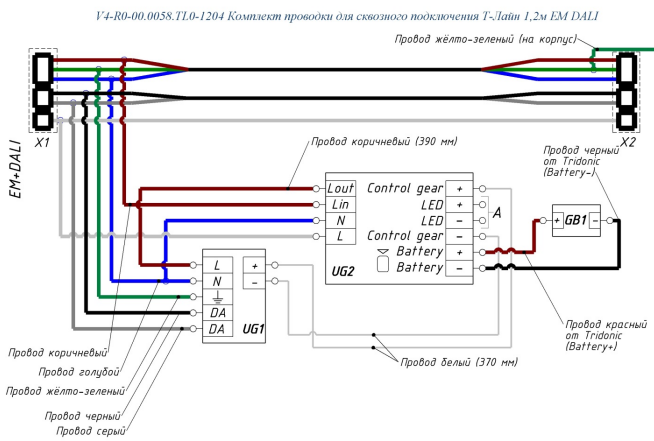 V4-R0-00.0058.TL0-1204 Комплект проводки для сквозного подключения Т-Лайн 1,2м EM DALI
Провод жёлто-зеленый (на корпус)
X1
X2
EM+DALI
Провод коричневый (390 мм)
Провод черный
от Tridonic
(Battery-)
Lout
Lin
N
L
Control gear +
LED +
LED -
Control gear -
Battery +
Battery -
A
UG2
+ GB1 -
L
N
DA
DA
+
-
UG1
Провод красный
от Tridonic
(Battery+)
Провод белый (370 мм)
Провод коричневый
Провод голубой
Провод жёлто-зеленый
Провод черный
Провод серый